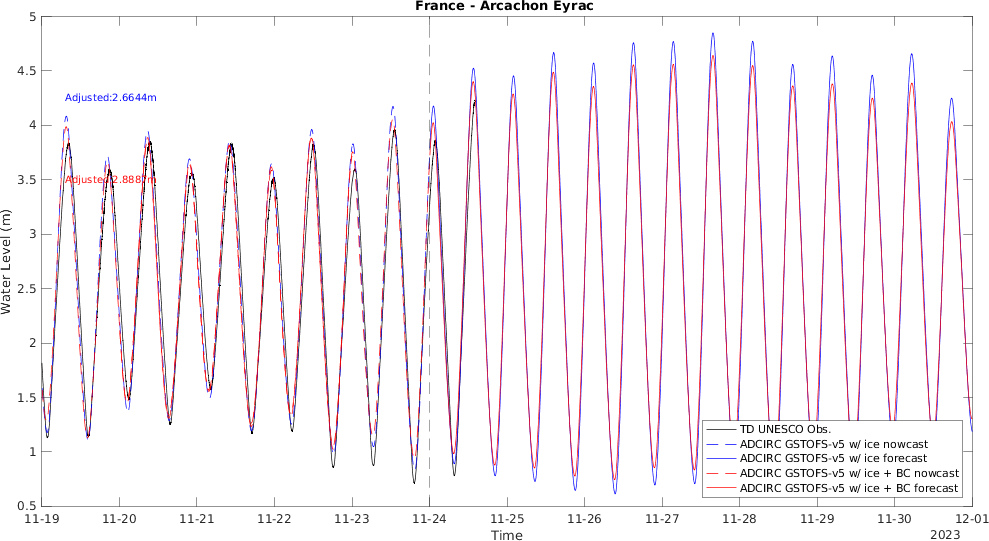 France - Arcachon Eyrac
Water Level (m)
5
4.5
4
3.5
3
2.5
2
1.5
1
0.5
Adjusted:2.6644m
Adjusted:2.8887m
TD UNESCO Obs.
ADCIRC GSTOFS-v5 w/ ice nowcast
ADCIRC GSTOFS-v5 w/ ice forecast
ADCIRC GSTOFS-v5 w/ ice + BC nowcast
ADCIRC GSTOFS-v5 w/ ice + BC forecast
11-19 11-20 11-21 11-22 11-23 11-24 11-25 11-26 11-27 11-28 11-29 11-30 12-01
Time
2023